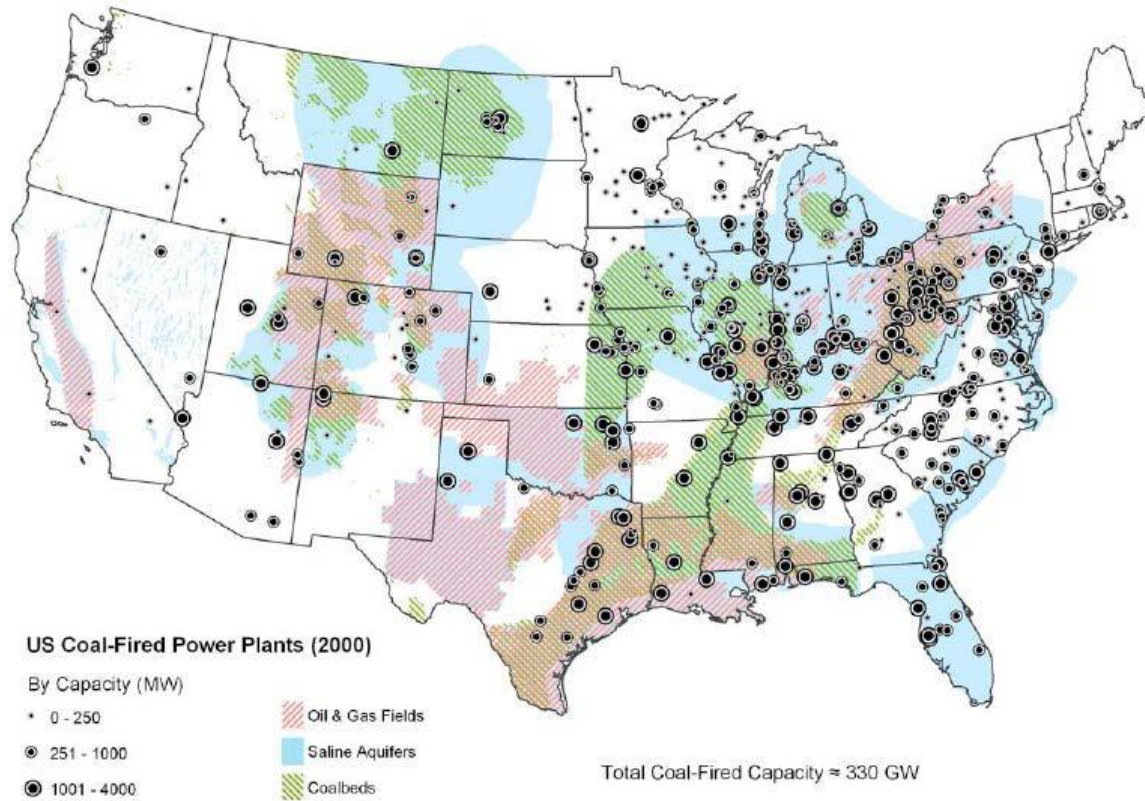 US Coal-Fired Power Plants (2000)
By Capacity (MW)
0 - 250
251 - 1000
1001 - 4000
Oil & Gas Fields
Saline Aquifers
Coalbeds
Total Coal-Fired Capacity ≈ 330 GW